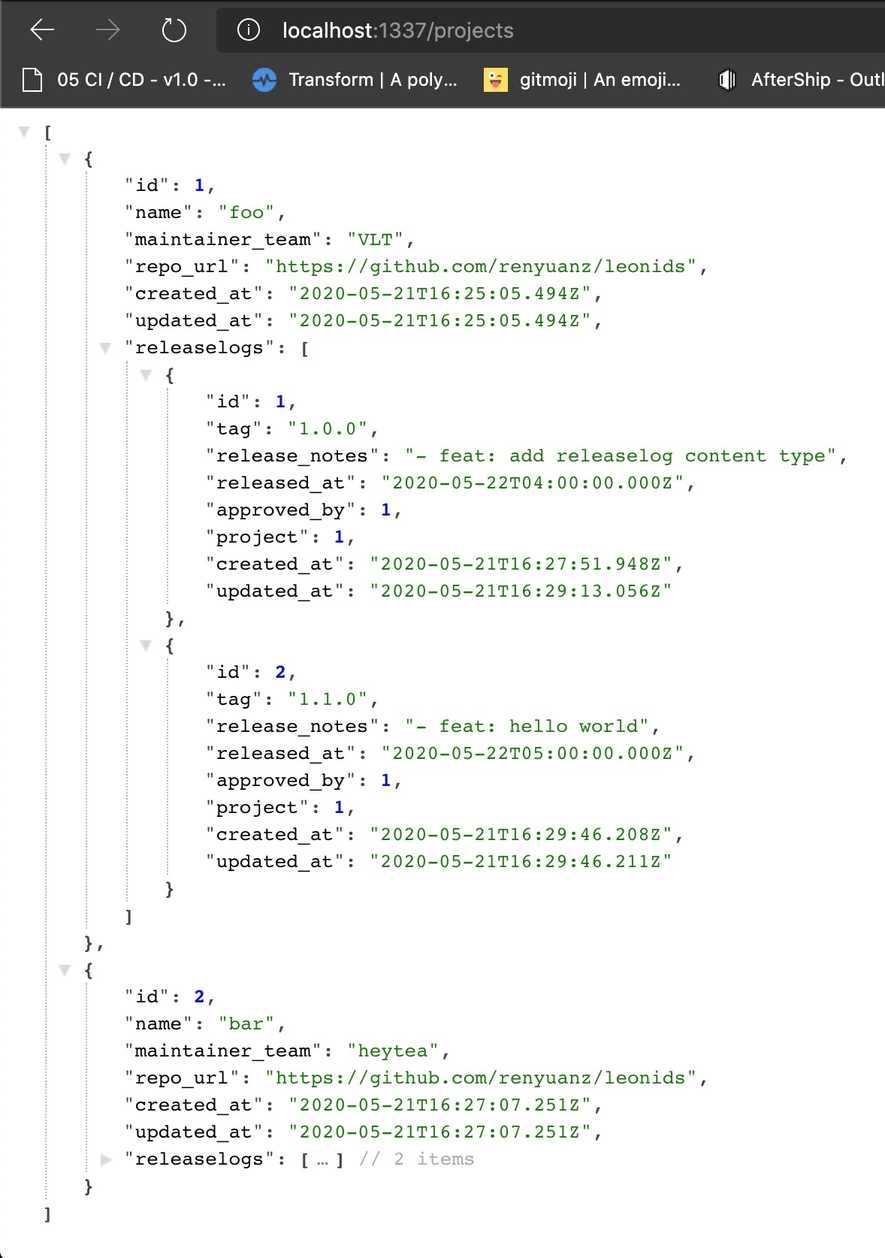 localhost:1337/projects
05 CI / CD - v1.0 -... Transform | A poly... gitmoji | An emoji... AfterShip - Outl
[
{
"id": 1,
"name": "foo",
"maintainer_team": "VLT",
"repo_url": "https://github.com/renyuanz/leonids",
"created_at": "2020-05-21T16:25:05.494Z",
"updated_at": "2020-05-21T16:25:05.494Z",
"releaselogs": [
{
"id": 1,
"tag": "1.0.0",
"release_notes": "- feat: add releaselog content type",
"released_at": "2020-05-22T04:00:00.000Z",
"approved_by": 1,
"project": 1,
"created_at": "2020-05-21T16:27:51.948Z",
"updated_at": "2020-05-21T16:29:13.056Z"
},
{
"id": 2,
"tag": "1.1.0",
"release_notes": "- feat: hello world",
"released_at": "2020-05-22T05:00:00.000Z",
"approved_by": 1,
"project": 1,
"created_at": "2020-05-21T16:29:46.208Z",
"updated_at": "2020-05-21T16:29:46.211Z"
}
]
},
{
"id": 2,
"name": "bar",
"maintainer_team": "heytea",
"repo_url": "https://github.com/renyuanz/leonids",
"created_at": "2020-05-21T16:27:07.251Z",
"updated_at": "2020-05-21T16:27:07.251Z",
"releaselogs": [ … ] // 2 items
}
]